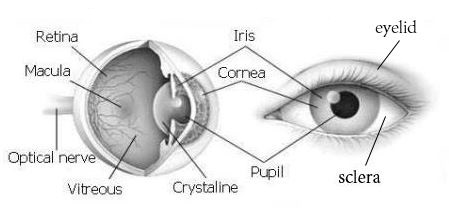 Retina
Macula
Optical nerve
Vitreous
Crystaline
Iris
Cornea
Pupil
eyelid
sclera